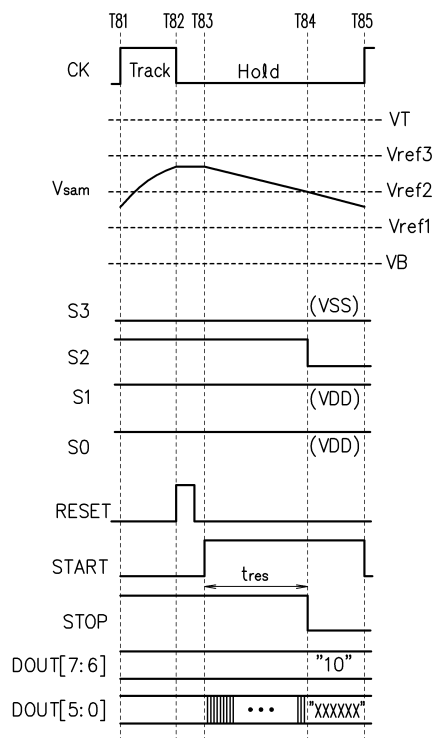 T81 T82 T83 T84 T85
CK Track Hold
VT
Vref3
Vsam Vref2
Vref1
VB
S3 (VSS)
S2
S1 (VDD)
S0 (VDD)
RESET
START
tres
STOP
DOUT[7:6] "10"
DOUT[5:0] ••• "XXXXXX"